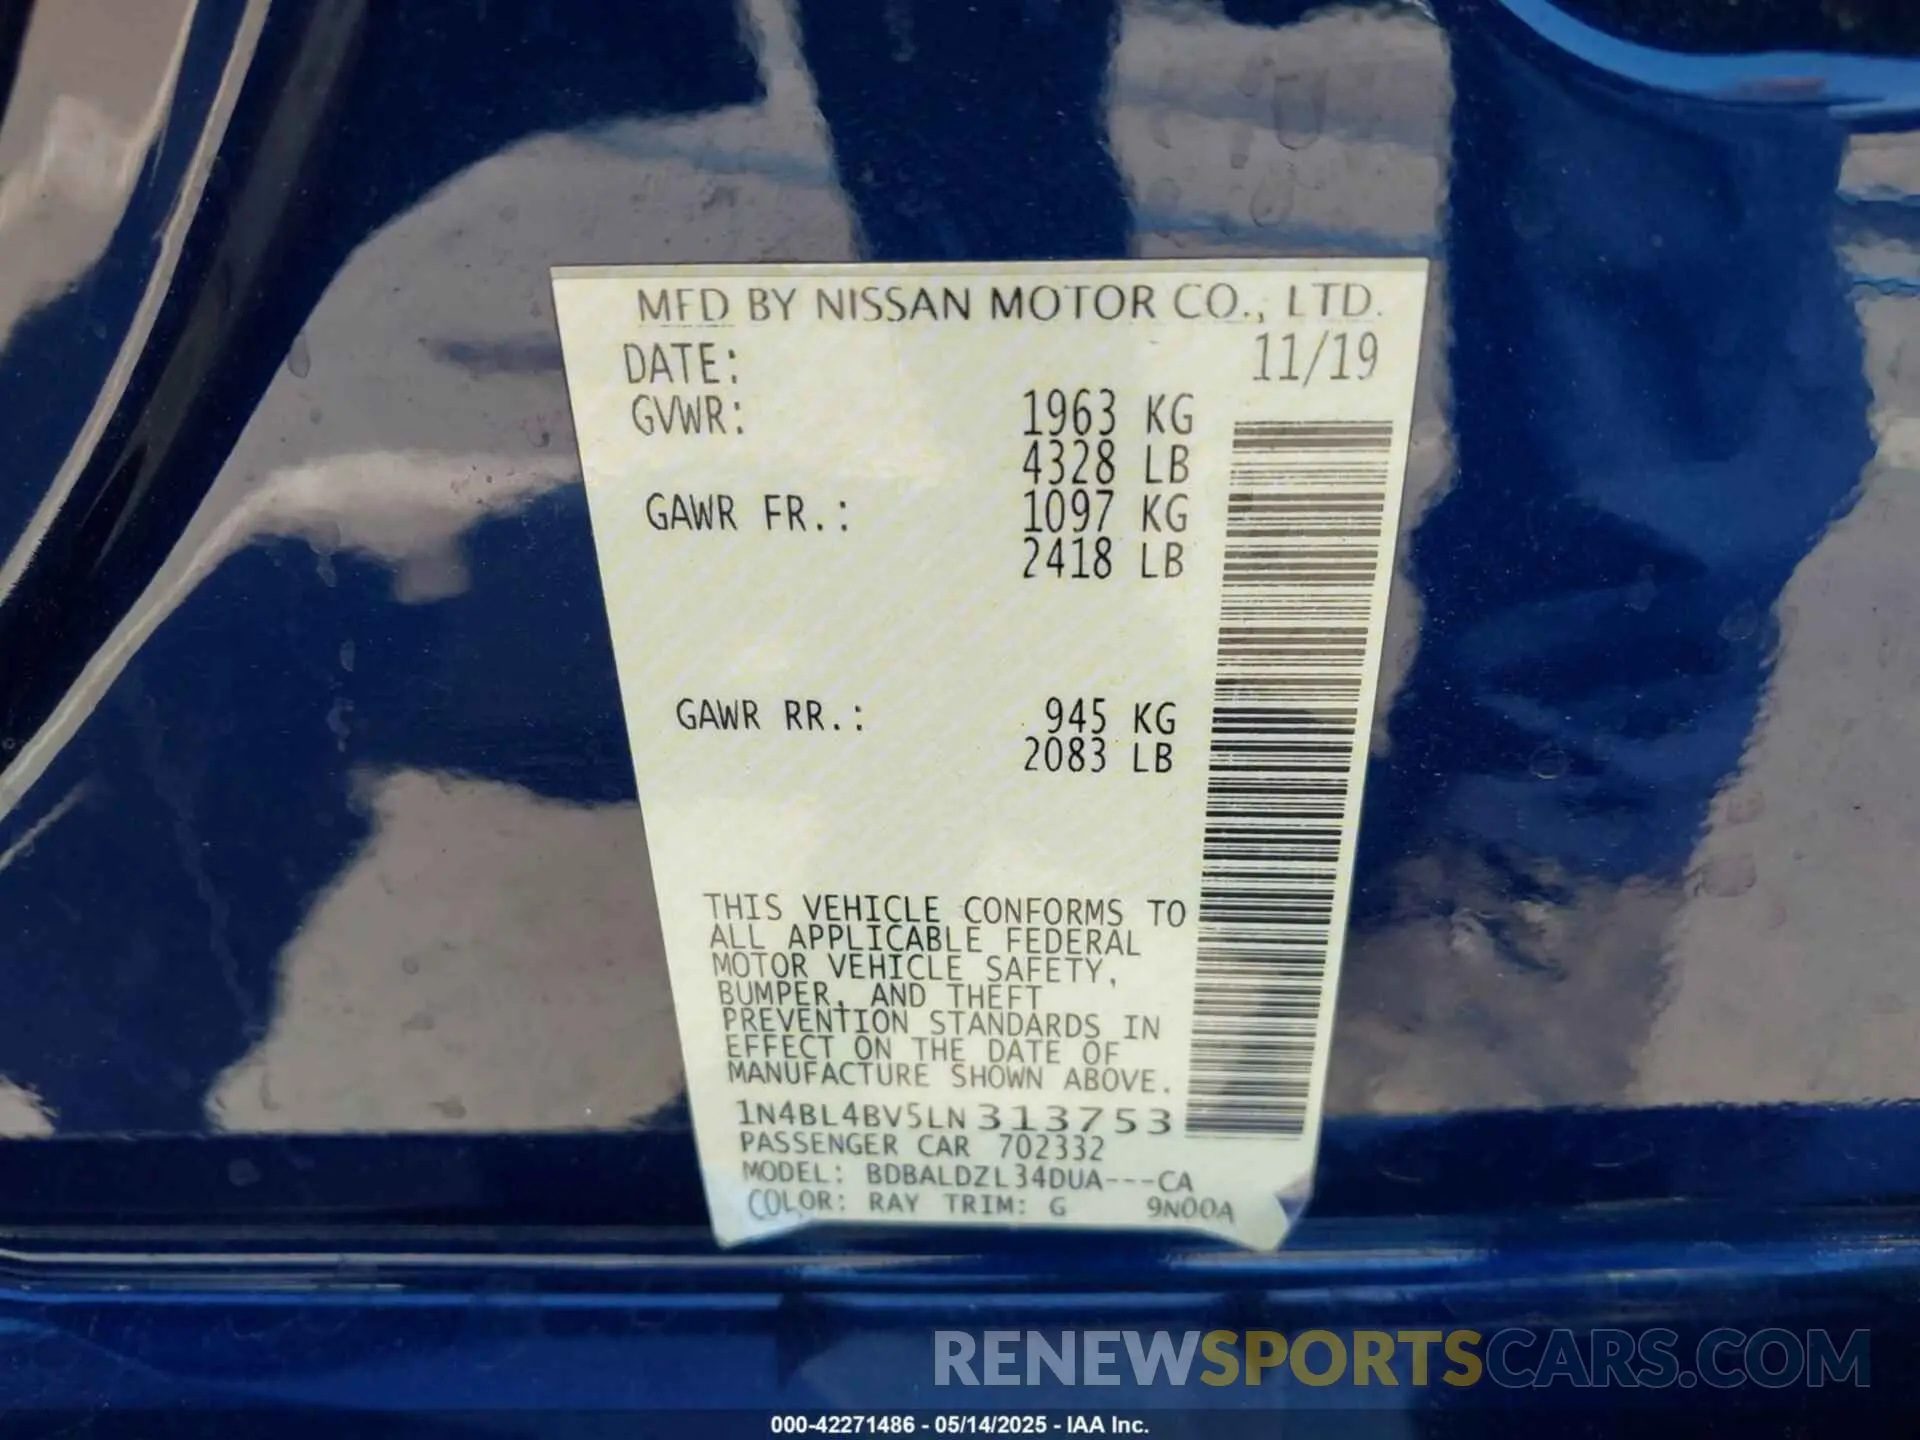 MFD BY NISSAN MOTOR CO., LTD.
DATE: 11/19
GVWR: 1963 KG
4328 LB
GAWR FR.: 1097 KG
2418 LB
GAWR RR.: 945 KG
2083 LB
THIS VEHICLE CONFORMS TO
ALL APPLICABLE FEDERAL
MOTOR VEHICLE SAFETY,
BUMPER, AND THEFT
PREVENTION STANDARDS IN
EFFECT ON THE DATE OF
MANUFACTURE SHOWN ABOVE.
1N4BL4BV5LN313753
PASSENGER CAR 702332
MODEL: BDBALDZL34DUA---CA
COLOR: RAY TRIM: G 9N00A
RENEWSPORTSCARS.COM
000-42271486 - 05/14/2025 - IAA Inc.